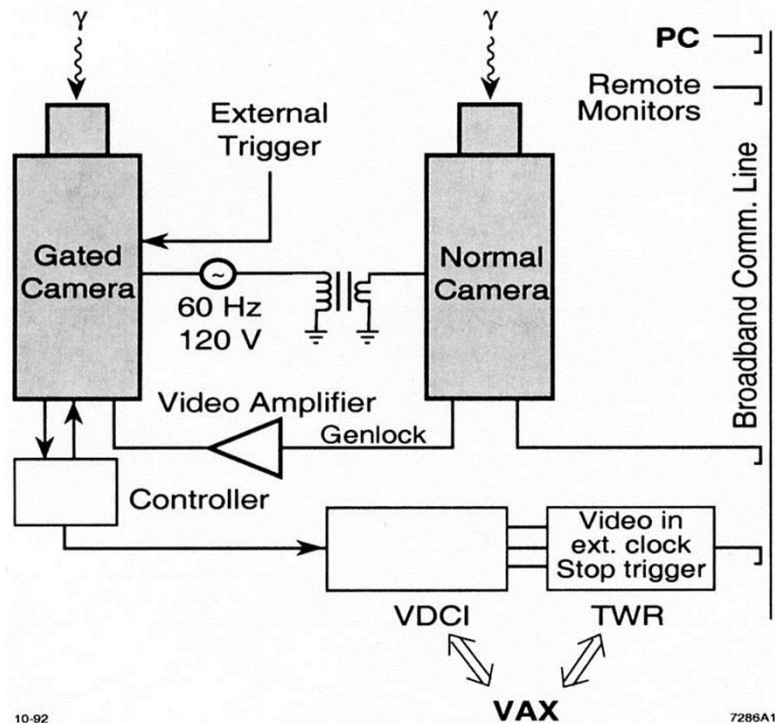 γ
γ
PC
Remote
Monitors
External
Trigger
Broadband Comm. Line
Gated
Camera
Normal
Camera
~
60 Hz
120 V
Video Amplifier
Genlock
Controller
Video in
ext. clock
Stop trigger
VDCI
TWR
VAX
10-92
7286A1